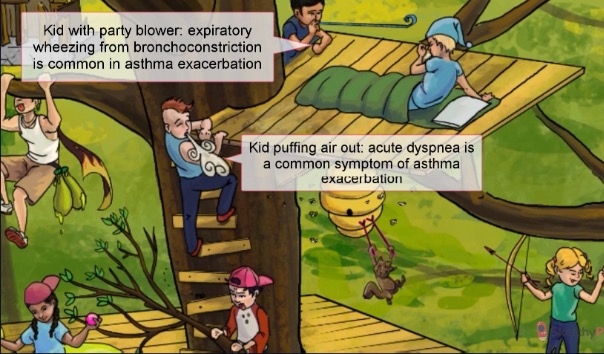 Kid with party blower: expiratory
wheezing from bronchoconstriction
is common in asthma exacerbation
Kid puffing air out: acute dyspnea is
a common symptom of asthma
exacerbation